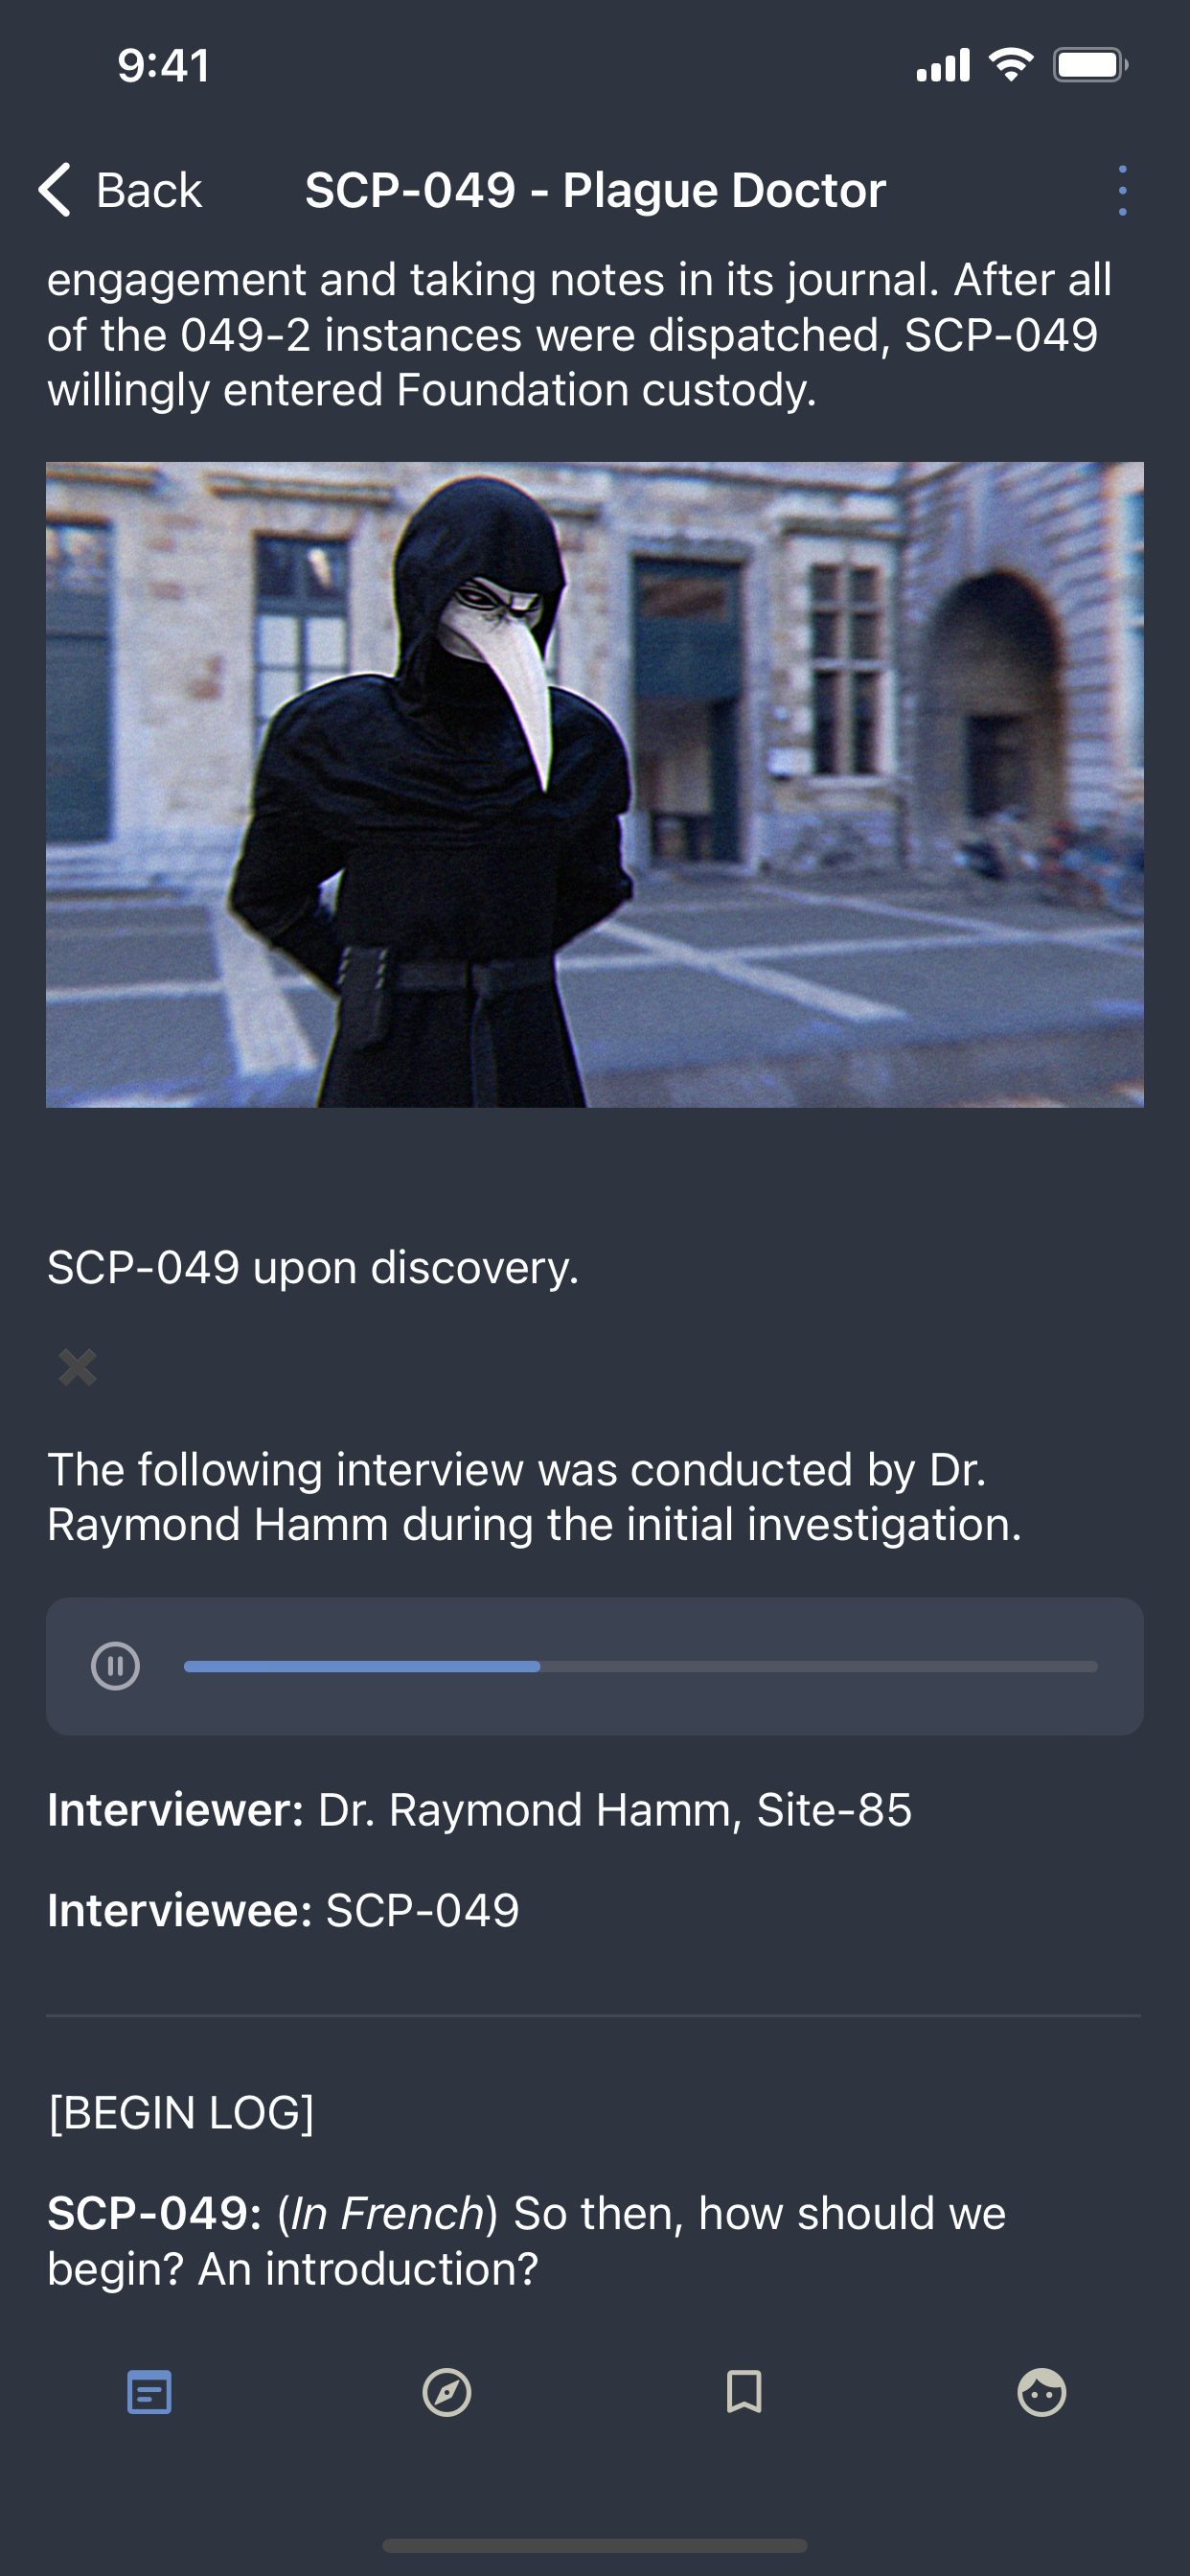 9:41
Back
SCP-049 - Plague Doctor
engagement and taking notes in its journal. After all
of the 049-2 instances were dispatched, SCP-049
willingly entered Foundation custody.
SCP-049 upon discovery.
The following interview was conducted by Dr.
Raymond Hamm during the initial investigation.
Interviewer: Dr. Raymond Hamm, Site-85
Interviewee: SCP-049
[BEGIN LOG]
SCP-049: (In French) So then, how should we
begin? An introduction?